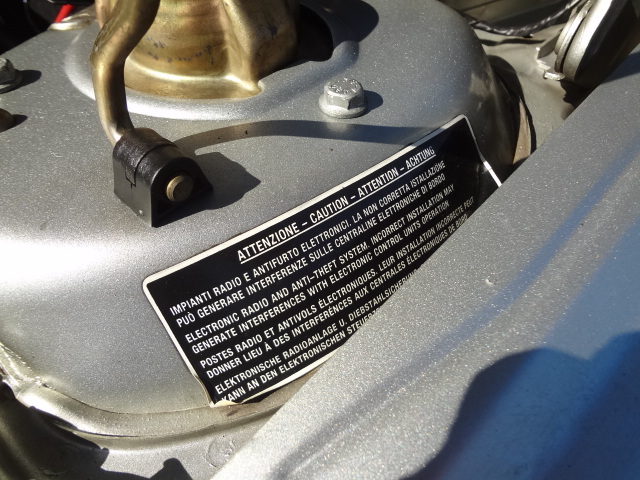 ATTENZIONE – CAUTION – ATTENTION – ACHTUNG
IMPIANTI RADIO E ANTIFURTO ELETTRONICI. LA NON CORRETTA ISTALLAZIONE
PUÒ GENERARE INTERFERENZE SULLE CENTRALINE ELETTRONICHE DI BORDO
ELECTRONIC RADIO AND ANTI-THEFT SYSTEM. INCORRECT INSTALLATION MAY
GENERATE INTERFERENCES WITH ELECTRONIC CONTROL UNITS OPERATION
POSTES RADIO ET ANTIVOLS ÉLECTRONIQUES. LEUR INSTALLATION INCORRECTE PEUT
DONNER LIEU À DES INTERFÉRENCES AUX CENTRALES ÉLECTRONIQUES DE BORD
ELEKTRONISCHE RADIOANLAGE U. DIEBSTAHLSICHERUNG
KANN AN DEN ELEKTRONISCHEN